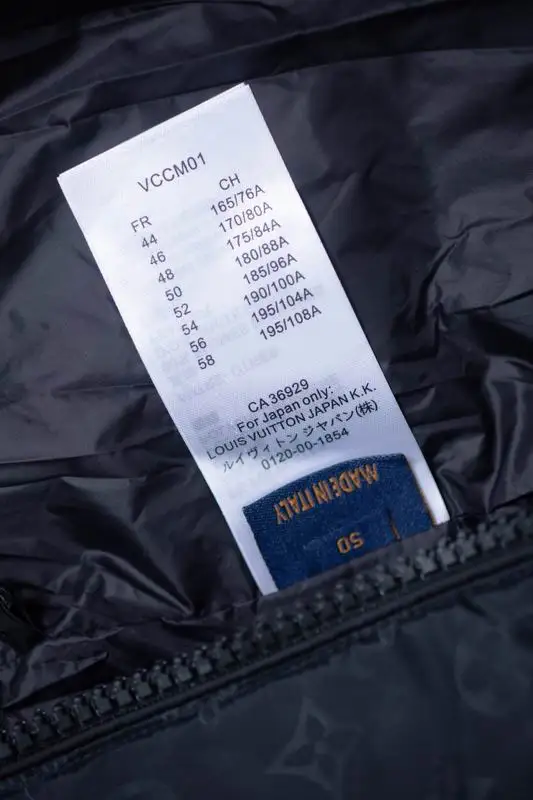 VCCM01
FR CH
44 165/76A
46 170/80A
48 175/84A
50 180/88A
52 185/96A
54 190/100A
56 195/104A
58 195/108A
CA36929
For Japan only:
LOUIS VUITTON JAPAN K.K.
ルイヴィトン ジャパン(株)
0120-00-1854
MADE IN ITALY
50